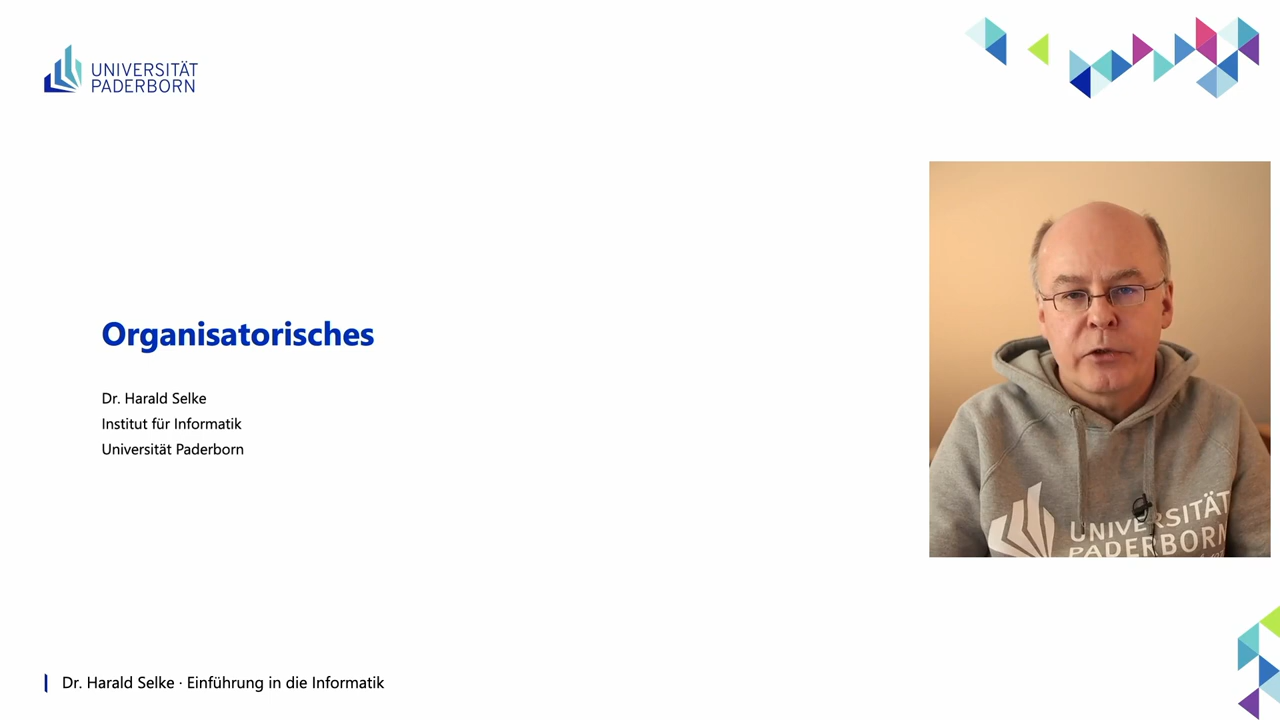 UNIVERSITÄT
PADERBORN
Organisatorisches
Dr. Harald Selke
Institut für Informatik
Universität Paderborn
UNIVERSITÄT
PADERBORN
Dr. Harald Selke · Einführung in die Informatik